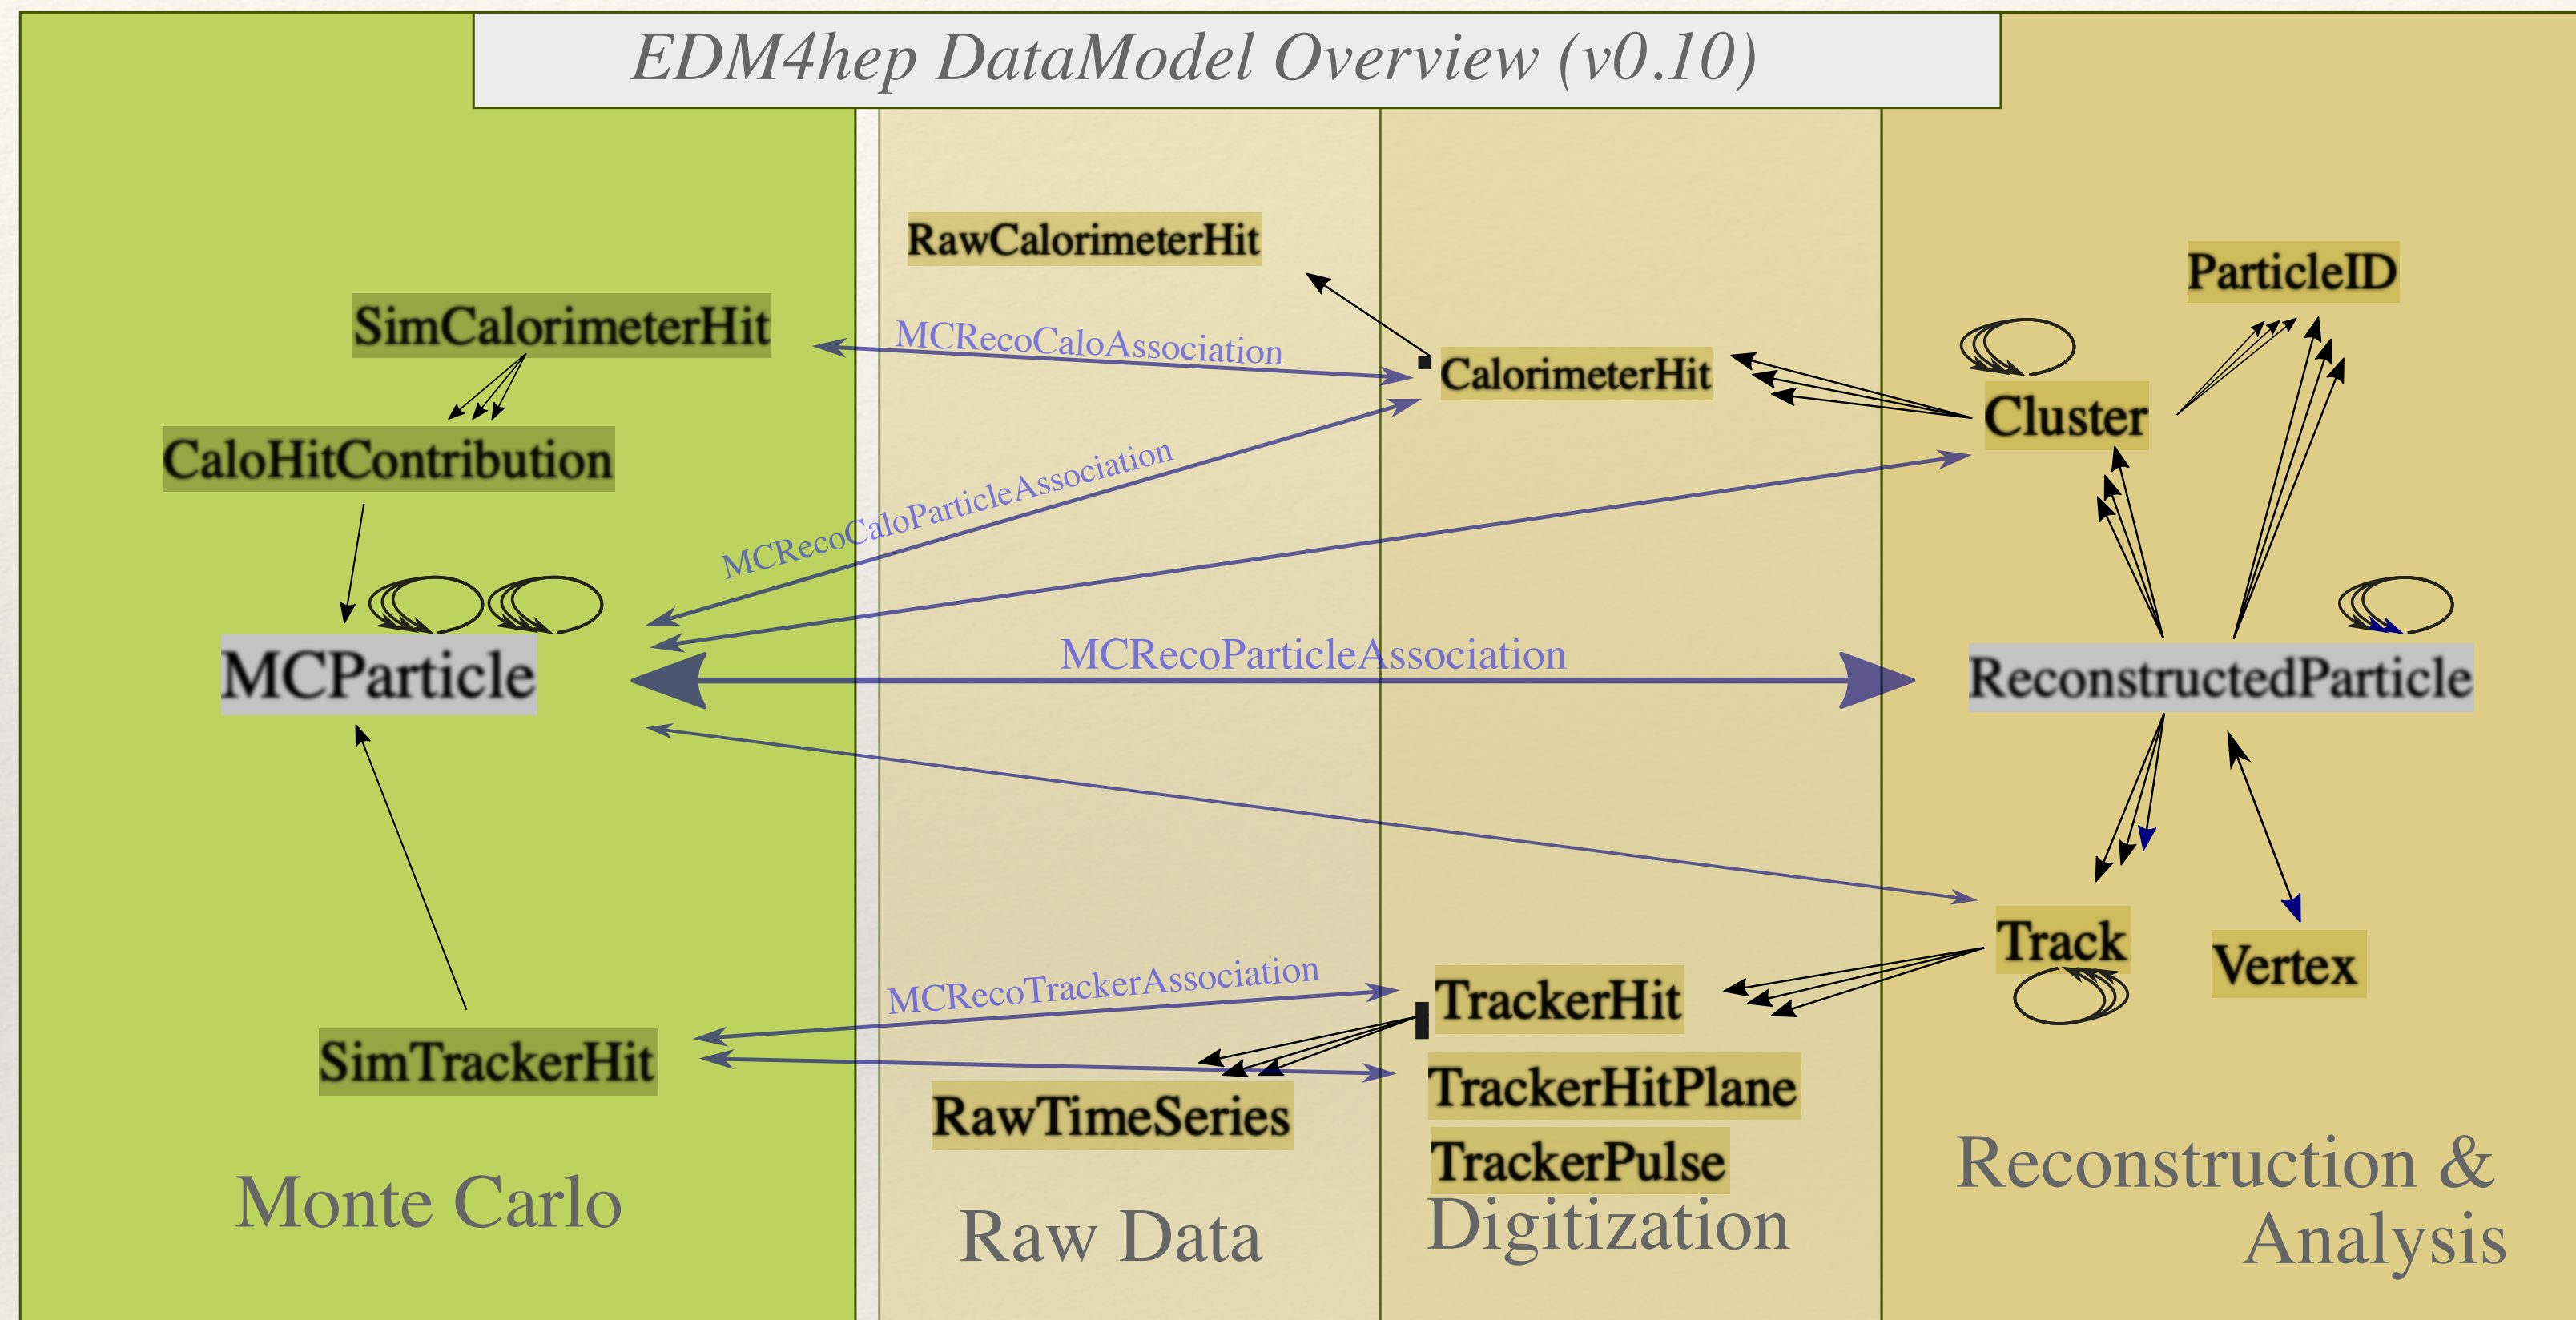 EDM4hep DataModel Overview (v0.10)
RawCalorimeterHit
ParticleID
SimCalorimeterHit
MCRecoCaloAssociation
CalorimeterHit
Cluster
CaloHitContribution
MCRecoCaloParticleAssociation
MCParticle
MCRecoParticleAssociation
ReconstructedParticle
Track
Vertex
MCRecoTrackerAssociation
TrackerHit
SimTrackerHit
RawTimeSeries
TrackerHitPlane
TrackerPulse
Monte Carlo
Raw Data
Digitization
Reconstruction &
Analysis